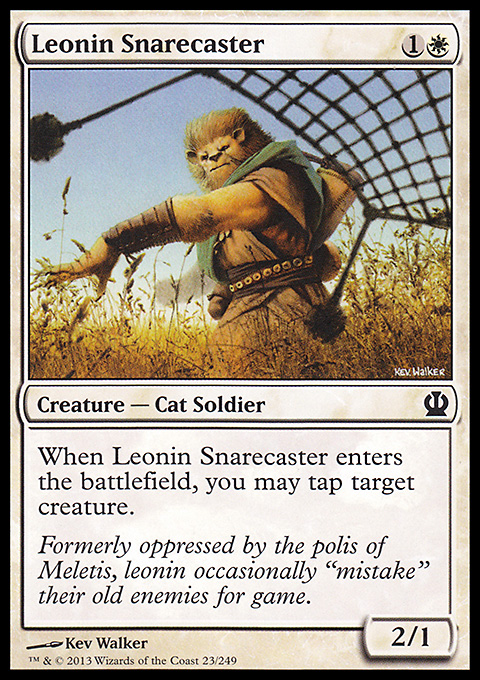 Leonin Snarecaster 1
KEV WALKER
Creature — Cat Soldier
When Leonin Snarecaster enters
the battlefield, you may tap target
creature.
Formerly oppressed by the polis of
Meletis, leonin occasionally “mistake”
their old enemies for game.
Kev Walker
™ & © 2013 Wizards of the Coast 23/249
2/1